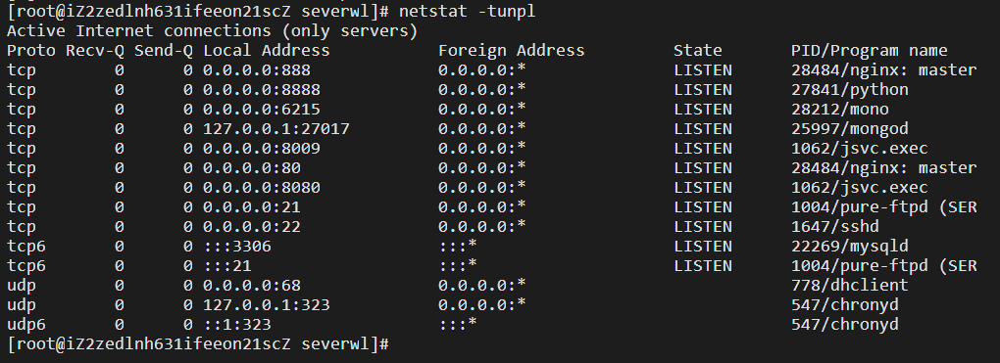 [root@iZ2zedlnh631ifeeon21scZ severwl]# netstat -tunpl
Active Internet connections (only servers)
Proto Recv-Q Send-Q Local Address           Foreign Address         State       PID/Program name
tcp        0      0 0.0.0.0:888             0.0.0.0:*               LISTEN      28484/nginx: master
tcp        0      0 0.0.0.0:8888            0.0.0.0:*               LISTEN      27841/python
tcp        0      0 0.0.0.0:6215            0.0.0.0:*               LISTEN      28212/mono
tcp        0      0 127.0.0.1:27017         0.0.0.0:*               LISTEN      25997/mongod
tcp        0      0 0.0.0.0:8009            0.0.0.0:*               LISTEN      1062/jsvc.exec
tcp        0      0 0.0.0.0:80              0.0.0.0:*               LISTEN      28484/nginx: master
tcp        0      0 0.0.0.0:8080            0.0.0.0:*               LISTEN      1062/jsvc.exec
tcp        0      0 0.0.0.0:21              0.0.0.0:*               LISTEN      1004/pure-ftpd (SER
tcp        0      0 0.0.0.0:22              0.0.0.0:*               LISTEN      1647/sshd
tcp6       0      0 :::3306                 :::*                    LISTEN      22269/mysqld
tcp6       0      0 :::21                   :::*                    LISTEN      1004/pure-ftpd (SER
udp        0      0 0.0.0.0:68              0.0.0.0:*                           778/dhclient
udp        0      0 127.0.0.1:323           0.0.0.0:*                           547/chronyd
udp6       0      0 ::1:323                 :::*                                547/chronyd
[root@iZ2zedlnh631ifeeon21scZ severwl]#